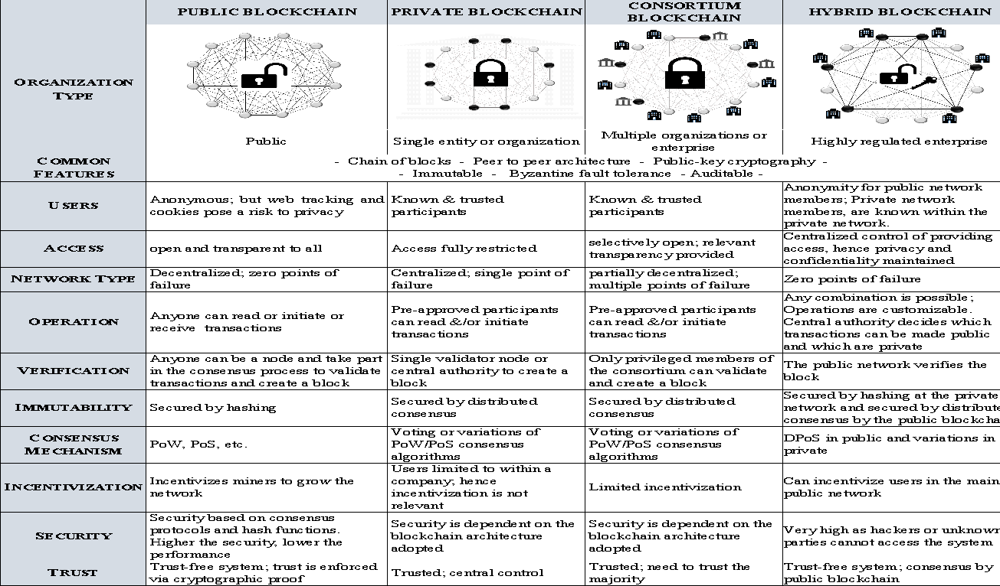 PUBLIC BLOCKCHAIN
PRIVATE BLOCKCHAIN
CONSORTIUM
BLOCKCHAIN
HYBRID BLOCKCHAIN
ORGANIZATION
TYPE
Public
Single entity or organization
Multiple organizations or
enterprise
Highly regulated enterprise
COMMON
FEATURES
- Chain of blocks - Peer to peer architecture - Public-key cryptography -
- Immutable - Byzantine fault tolerance - Auditable -
USERS
Anonymous; but web tracking and
cookies pose a risk to privacy
Known & trusted
participants
Known & trusted
participants
Anonymity for public network
members; Private network
members, are known within the
private network.
ACCESS
open and transparent to all
Access fully restricted
selectively open; relevant
transparency provided
Centralized control of providing
access, hence privacy and
confidentiality maintained
NETWORK TYPE
Decentralized; zero points of
failure
Centralized; single point of
failure
partially decentralized;
multiple points of failure
Zero points of failure
OPERATION
Anyone can read or initiate or
receive transactions
Pre-approved participants
can read &/or initiate
transactions
Pre-approved participants
can read &/or initiate
transactions
Any combination is possible;
Operations are customizable.
Central authority decides which
transactions can be made public
and which are private
VERIFICATION
Anyone can be a node and take part
in the consensus process to validate
transactions and create a block
Single validator node or
central authority to create a
block
Only privileged members of
the consortium can validate
and create a block
The public network verifies the
block
IMMUTABILITY
Secured by hashing
Secured by distributed
consensus
Secured by distributed
consensus
Secured by hashing at the private
network and secured by distribute
consensus by the public blockcha
CONSENSUS
MECHANISM
PoW, PoS, etc.
Voting or variations of
PoW/PoS consensus
algorithms
Voting or variations of
PoW/PoS consensus
algorithms
DPoS in public and variations in
private
INCENTIVIZATION
Incentivizes miners to grow the
network
Users limited to within a
company; hence
incentivization is not
relevant
Limited incentivization
Can incentivize users in the main
public network
SECURITY
Security based on consensus
protocols and hash functions.
Higher the security, lower the
performance
Security is dependent on the
blockchain architecture
adopted
Security is dependent on the
blockchain architecture
adopted
Very high as hackers or unknown
parties cannot access the system
TRUST
Trust-free system; trust is enforced
via cryptographic proof
Trusted; central control
Trusted; need to trust the
majority
Trust-free system; consensus by
public blockchain